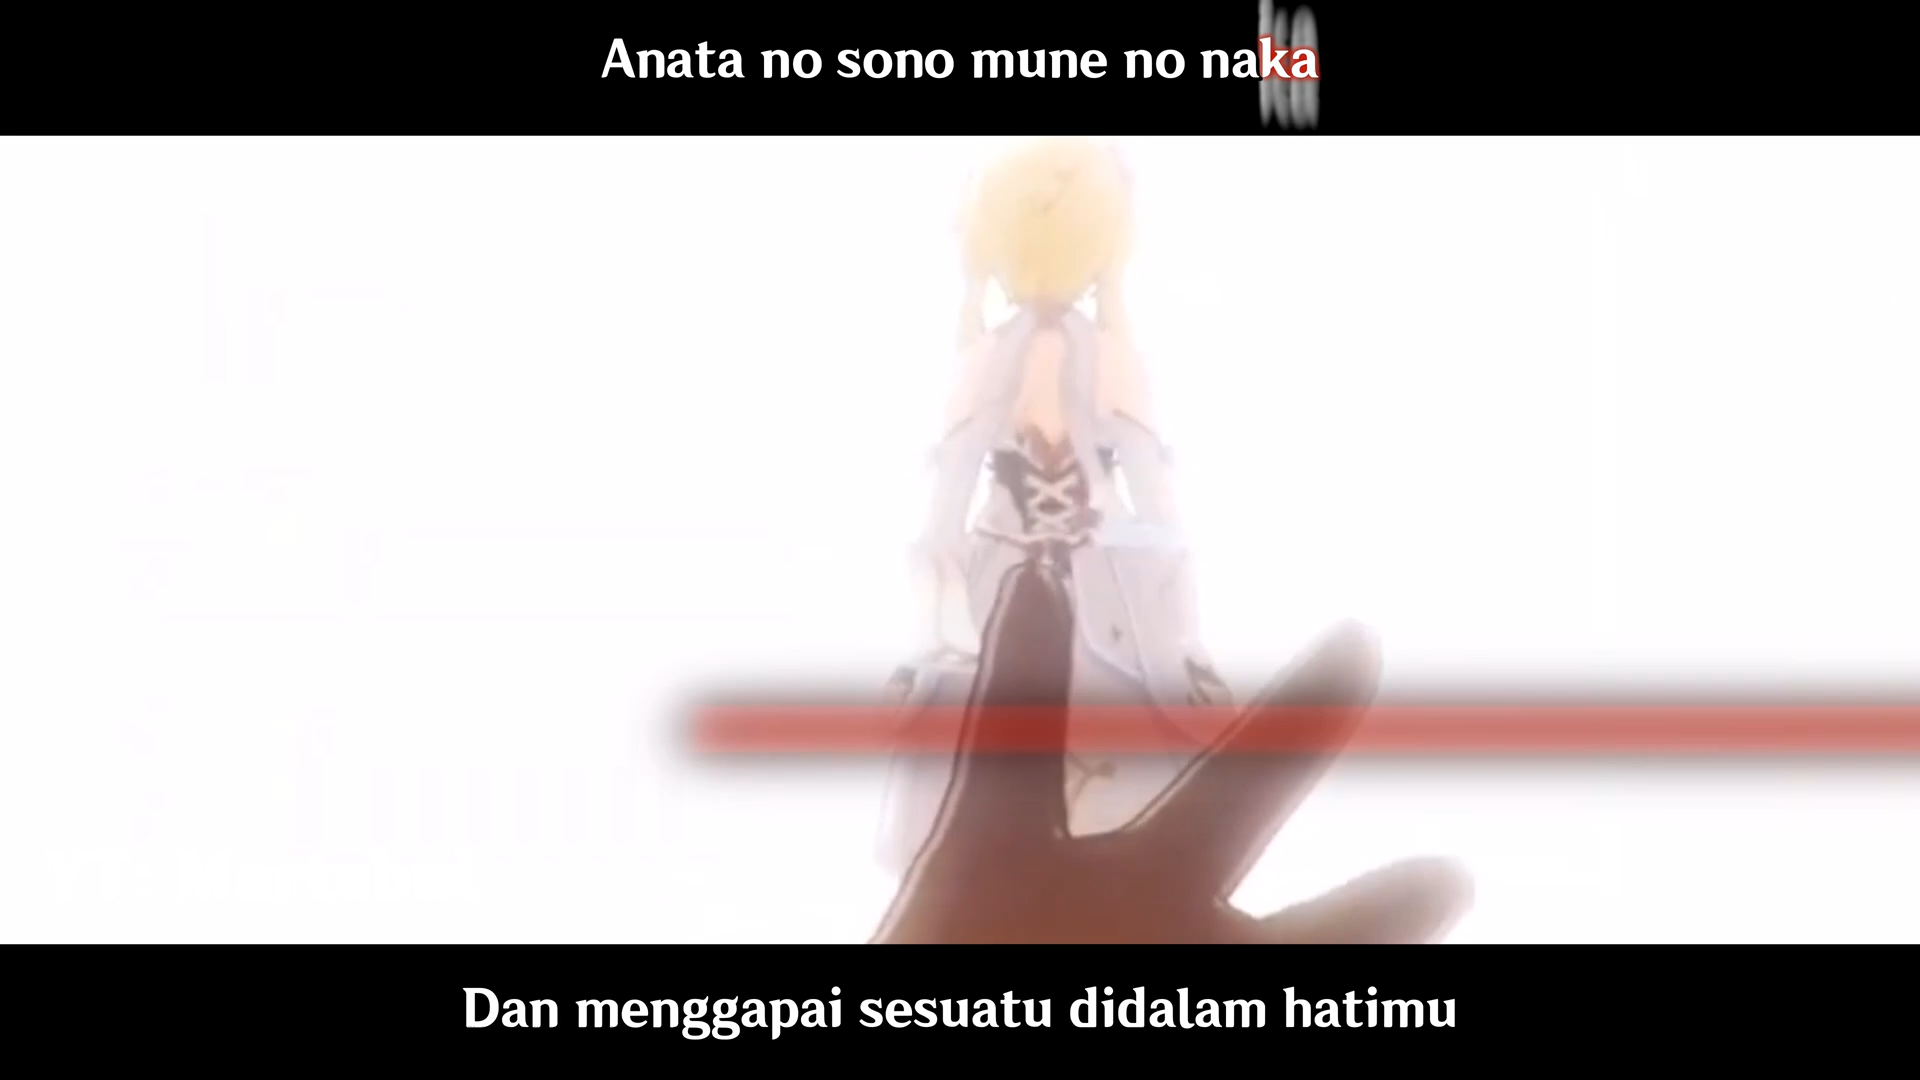 Anata no sono mune no naka
Dan menggapai sesuatu didalam hatimu